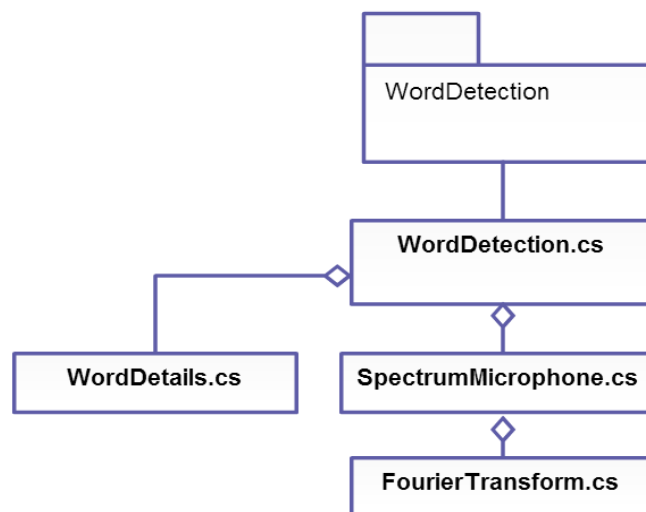 WordDetection
WordDetection.cs
WordDetails.cs
SpectrumMicrophone.cs
FourierTransform.cs